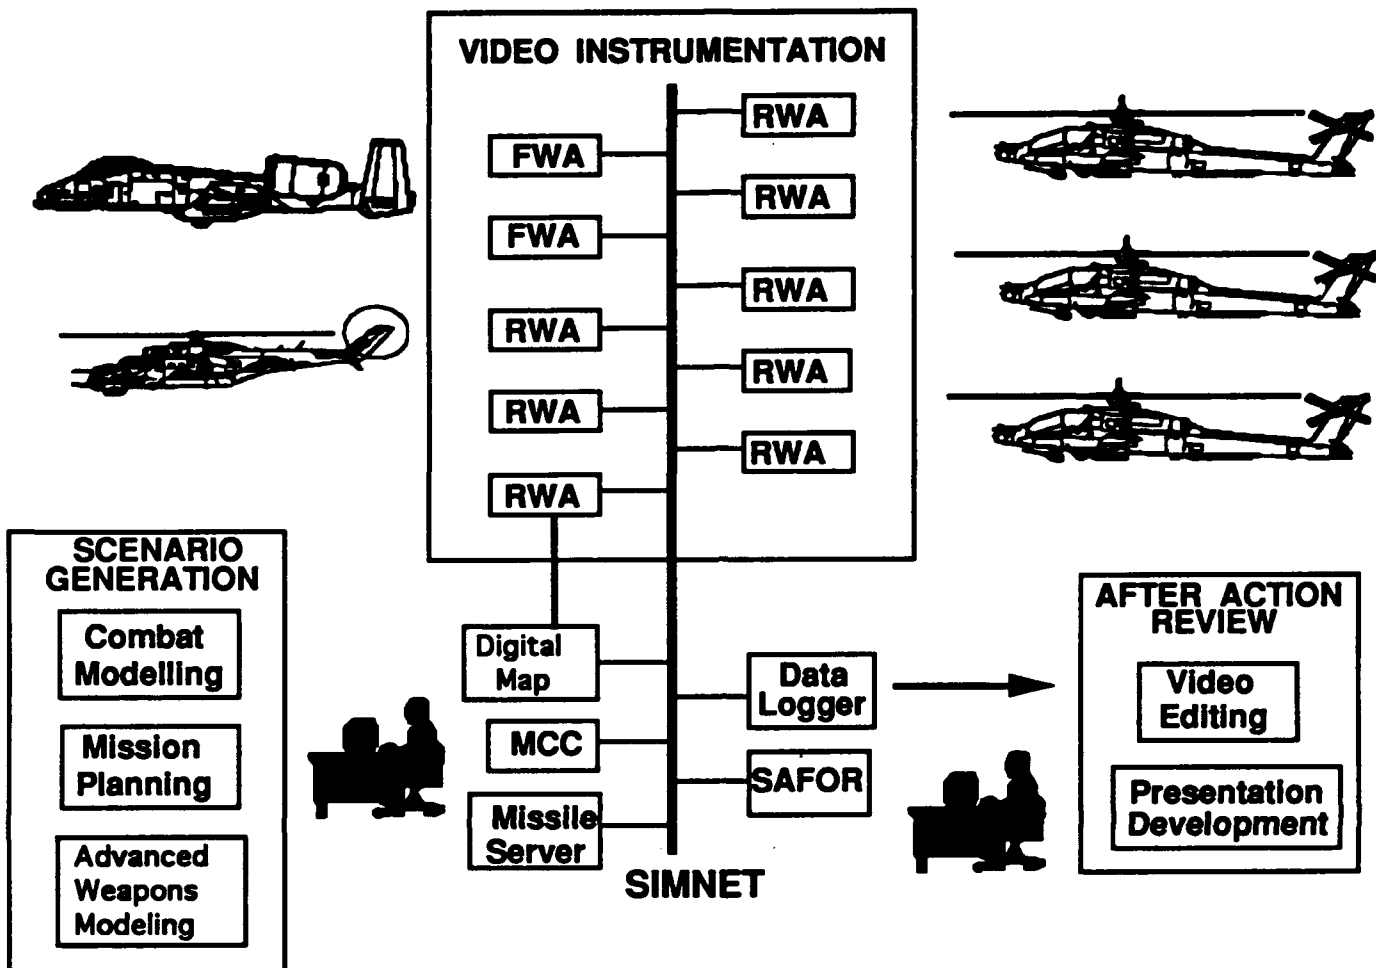 VIDEO INSTRUMENTATION
RWA
FWA
RWA
FWA
RWA
RWA
RWA
RWA
RWA
RWA
SCENARIO
GENERATION
Combat
Modelling
Mission
Planning
Advanced
Weapons
Modeling
Digital
Map
MCC
Missile
Server
Data
Logger
SAFOR
SIMNET
AFTER ACTION
REVIEW
Video
Editing
Presentation
Development